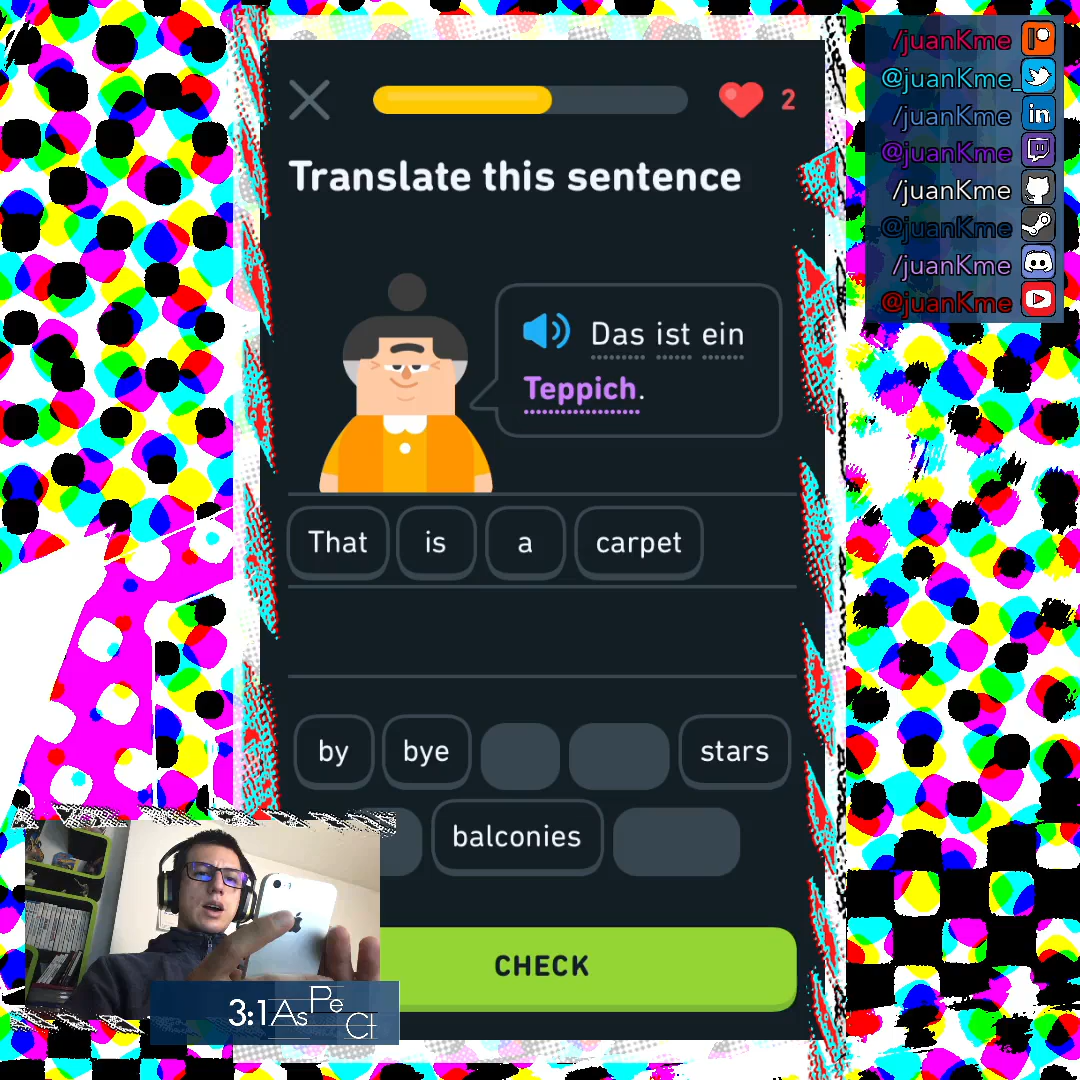 /juanKme
@juanKme_
/juanKme
@juanKme
/juanKme
@juanKme
/juanKme
@juanKme
2
Translate this sentence
Das ist ein
Teppich.
That is a carpet
by bye stars
balconies
CHECK
3:1 AsPeCt